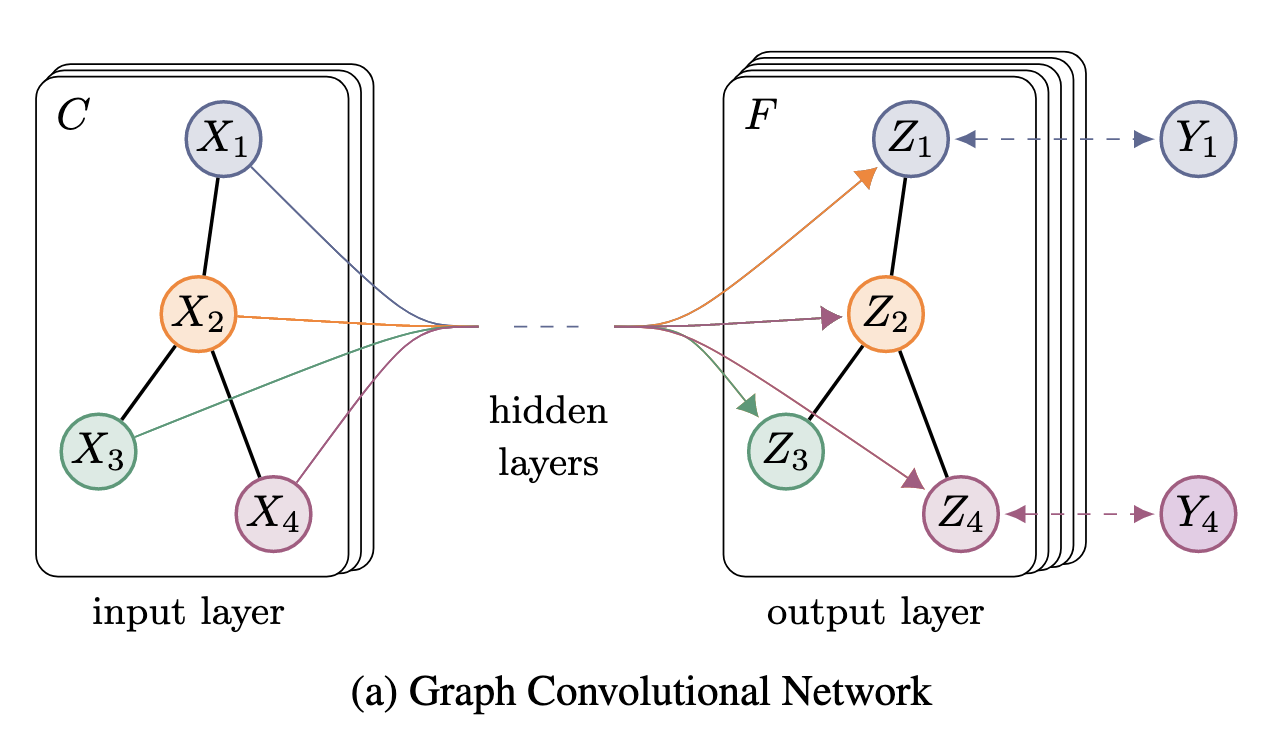 C
X₁
X₂
X₃
X₄
hidden
layers
F
Z₁
Z₂
Z₃
Z₄
Y₁
Y₄
input layer
output layer
(a) Graph Convolutional Network